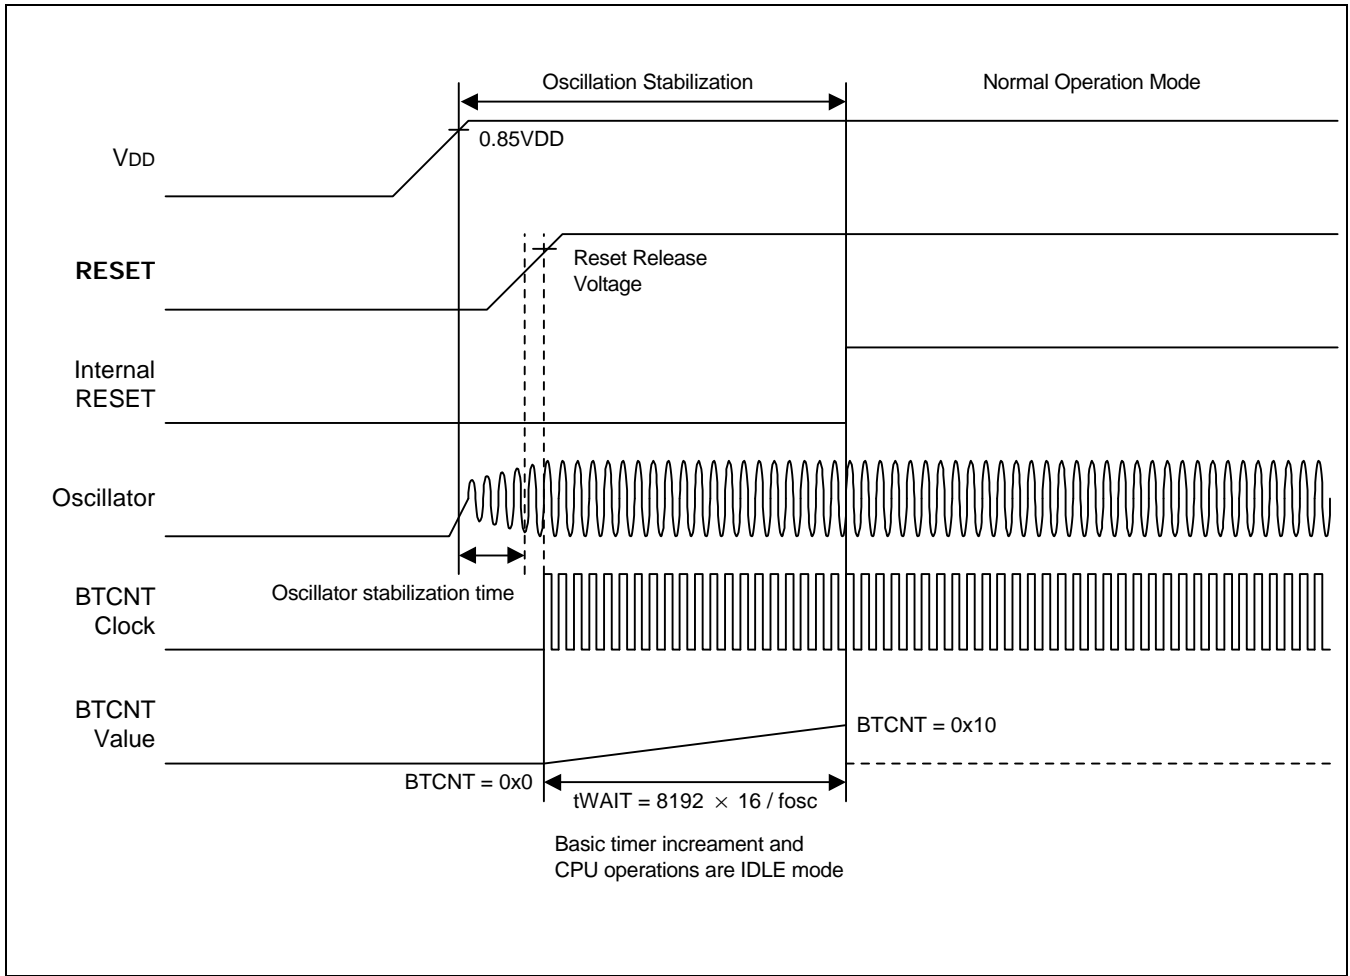 Oscillation Stabilization
Normal Operation Mode
0.85VDD
VDD
RESET
Reset Release
Voltage
Internal
RESET
Oscillator
Oscillator stabilization time
BTCNT
Clock
BTCNT
Value
BTCNT = 0x10
BTCNT = 0x0
tWAIT = 8192 × 16 / fosc
Basic timer increament and
CPU operations are IDLE mode